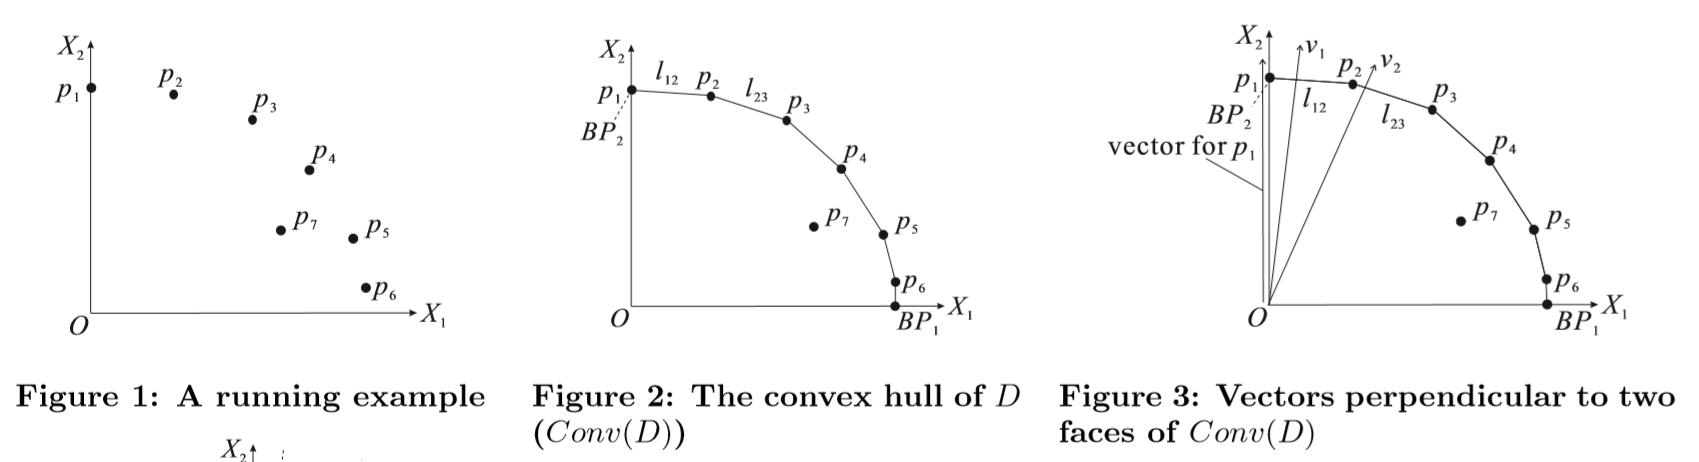 X₂
p₁
p₂
p₃
p₄
p₇
p₅
p₆
O
X₁
Figure 1: A running example
X₂
l₁₂
p₂
l₂₃
p₁
p₃
BP₂
p₄
p₇
p₅
p₆
O
BP₁
X₁
Figure 2: The convex hull of D
(Conv(D))
X₂
v₁
p₂
v₂
p₁
l₁₂
p₃
BP₂
l₂₃
vector for p₁
p₄
p₇
p₅
p₆
O
BP₁
X₁
Figure 3: Vectors perpendicular to two
faces of Conv(D)
X₂